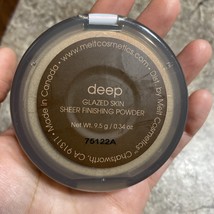 www.meltcosmetics.com
deep
GLAZED SKIN
SHEER FINISHING POWDER
Net Wt. 9.5 g / 0.34 oz
75122A
Made in Canada •
by Melt Cosmetics, Chatsworth, CA 91311 •